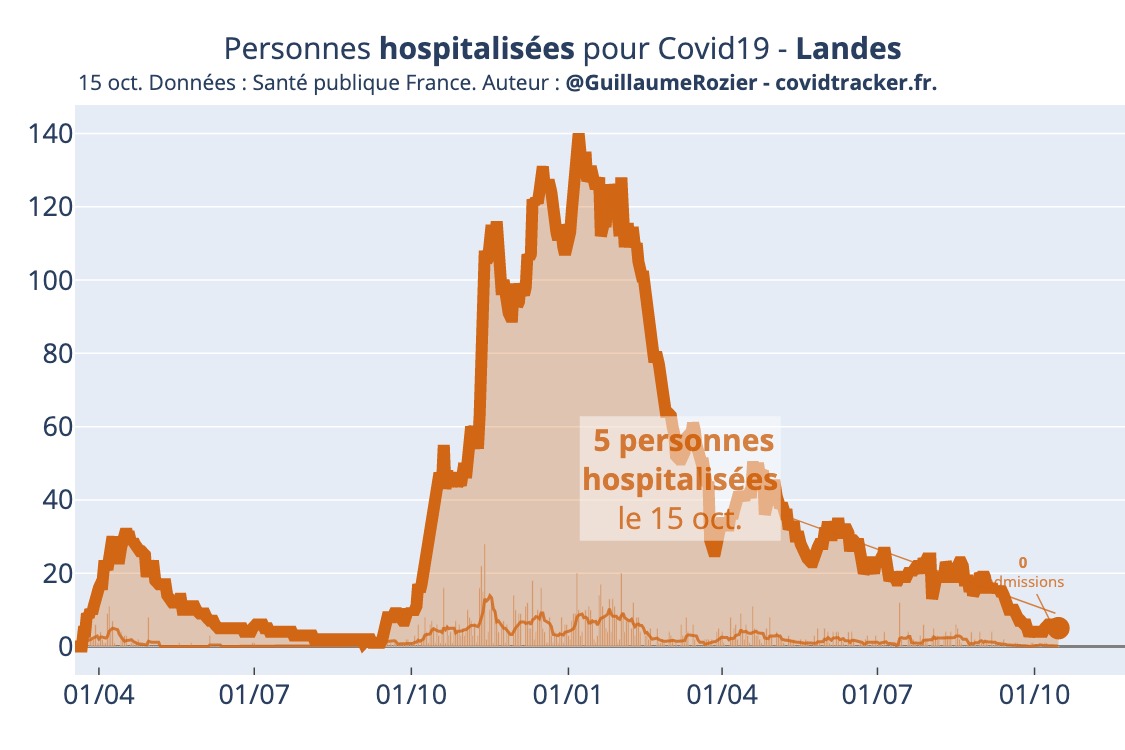 Personnes hospitalisées pour Covid19 - Landes
15 oct. Données : Santé publique France. Auteur : @GuillaumeRozier - covidtracker.fr.
140
120
100
80
60
40
20
0
5 personnes
hospitalisées
le 15 oct.
0
dmissions
01/04
01/07
01/10
01/01
01/04
01/07
01/10